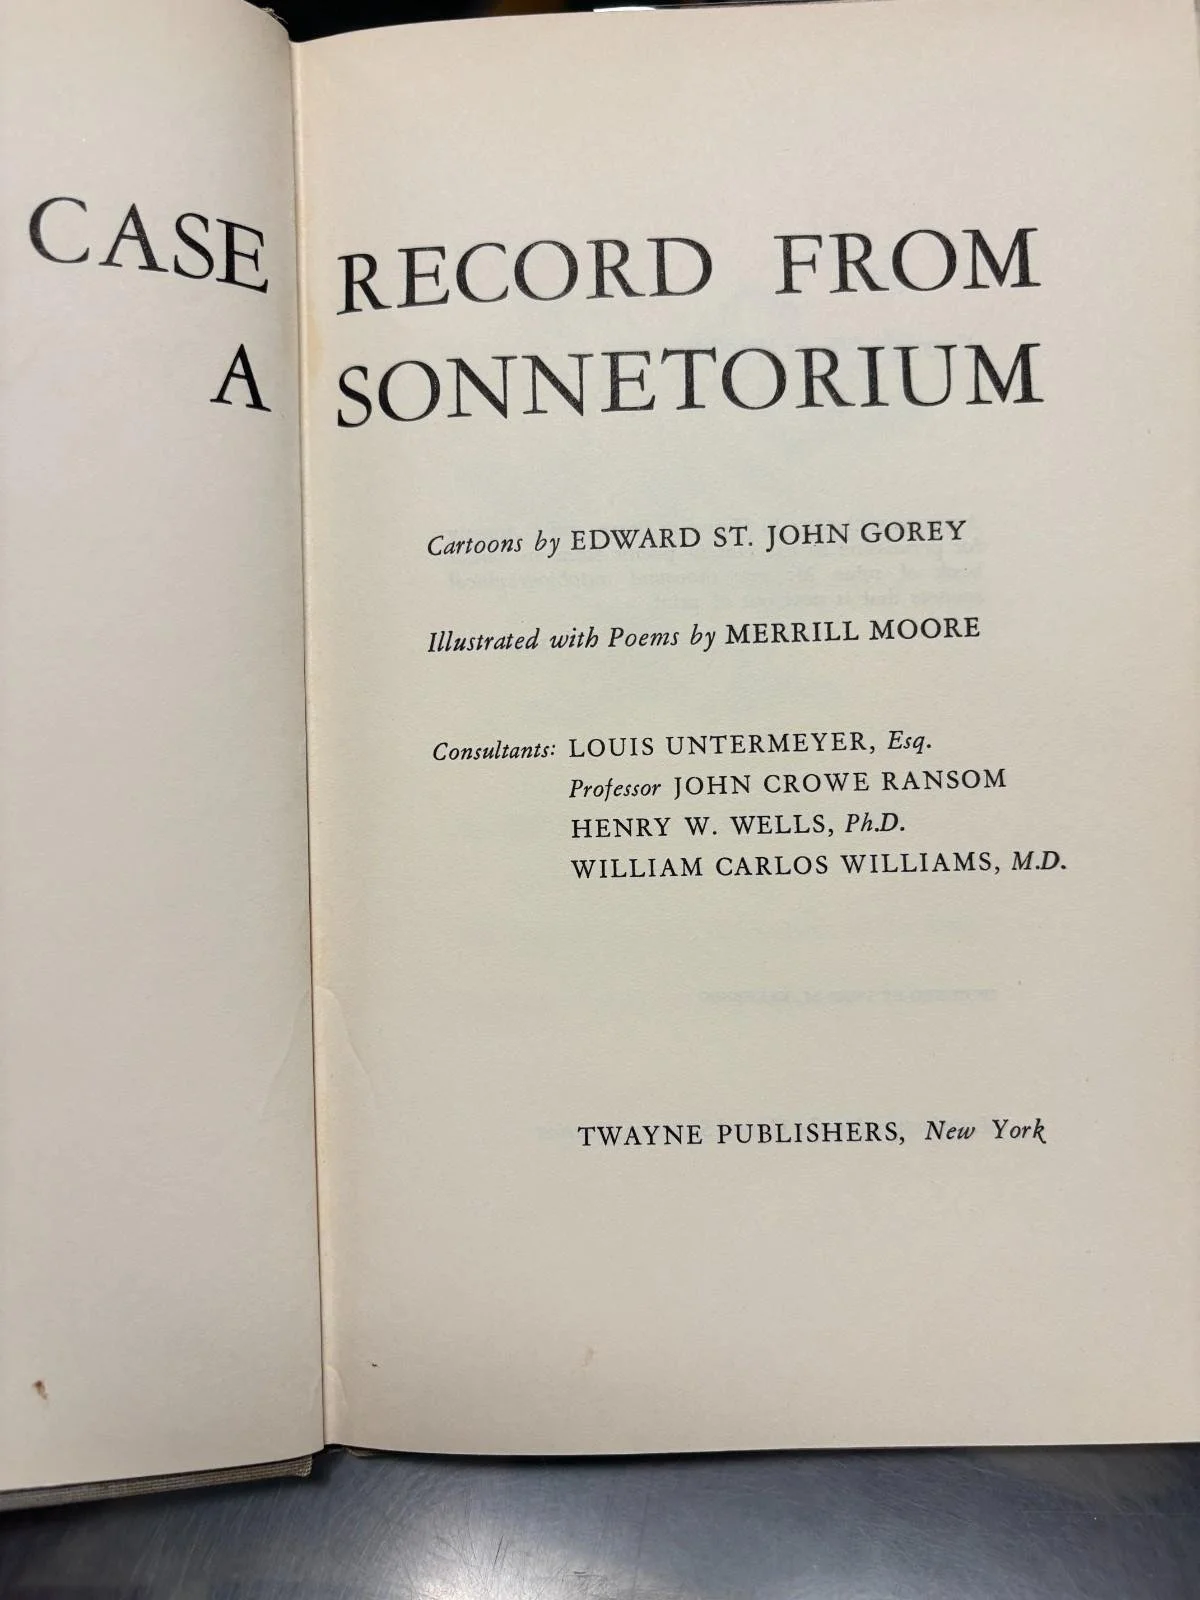 CASE RECORD FROM
A SONNETORIUM
Cartoons by EDWARD ST. JOHN GOREY
Illustrated with Poems by MERRILL MOORE
Consultants: LOUIS UNTERMEYER, Esq.
Professor JOHN CROWE RANSOM
HENRY W. WELLS, Ph.D.
WILLIAM CARLOS WILLIAMS, M.D.
TWAYNE PUBLISHERS, New York